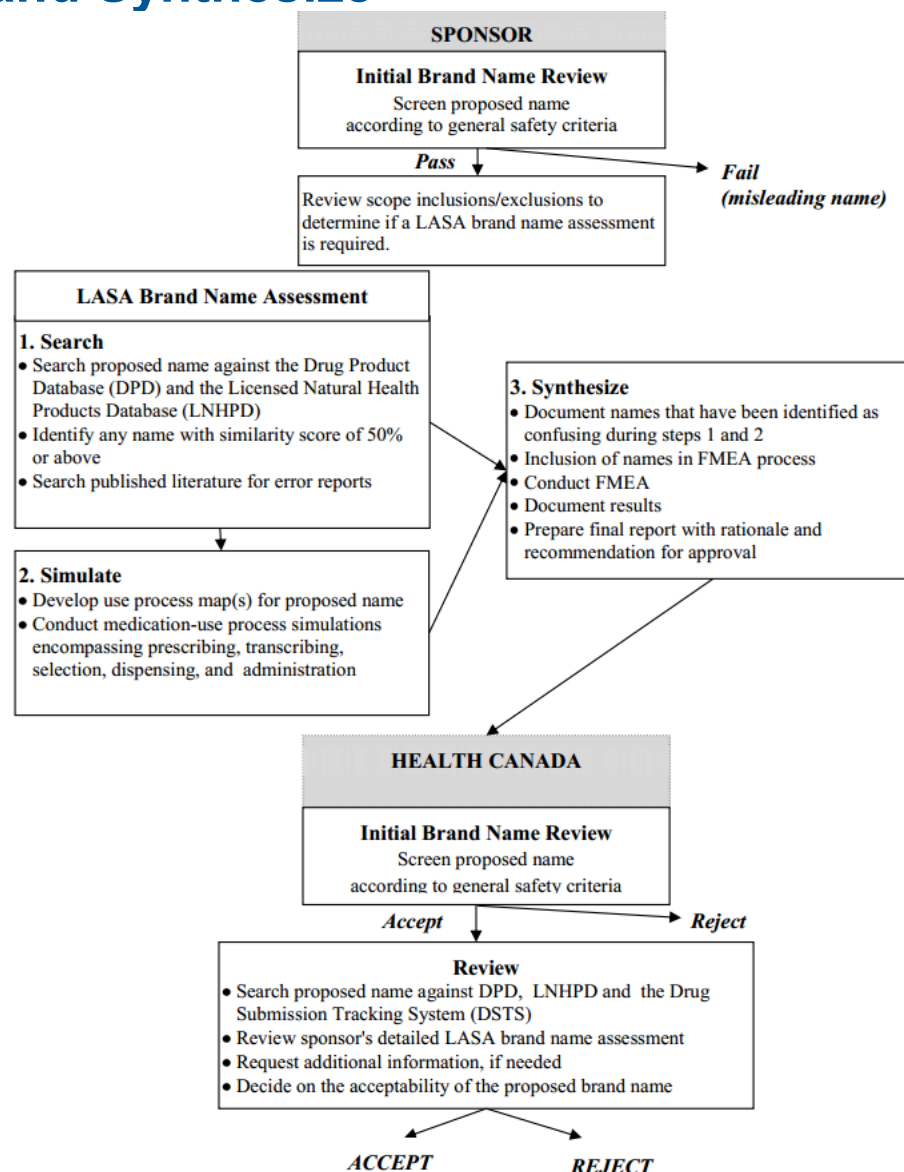 SPONSOR
Initial Brand Name Review
Screen proposed name
according to general safety criteria
Pass
Fail
(misleading name)
Review scope inclusions/exclusions to
determine if a LASA brand name assessment
is required.
LASA Brand Name Assessment
1. Search
● Search proposed name against the Drug Product
Database (DPD) and the Licensed Natural Health
Products Database (LNHPD)
● Identify any name with similarity score of 50%
or above
● Search published literature for error reports
2. Simulate
● Develop use process map(s) for proposed name
● Conduct medication-use process simulations
encompassing prescribing, transcribing,
selection, dispensing, and administration
3. Synthesize
● Document names that have been identified as
confusing during steps 1 and 2
● Inclusion of names in FMEA process
● Conduct FMEA
● Document results
● Prepare final report with rationale and
recommendation for approval
HEALTH CANADA
Initial Brand Name Review
Screen proposed name
according to general safety criteria
Accept
Reject
Review
● Search proposed name against DPD, LNHPD and the Drug
Submission Tracking System (DSTS)
● Review sponsor's detailed LASA brand name assessment
● Request additional information, if needed
● Decide on the acceptability of the proposed brand name
ACCEPT
REJECT